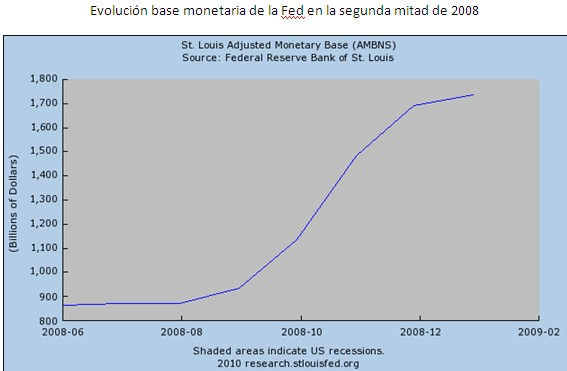 Evolución base monetaria de la Fed en la segunda mitad de 2008
St. Louis Adjusted Monetary Base (AMBNS)
Source: Federal Reserve Bank of St. Louis
1,800
1,700
1,600
1,500
1,400
1,300
1,200
1,100
1,000
900
800
(Billions of Dollars)
2008-06 2008-08 2008-10 2008-12 2009-02
Shaded areas indicate US recessions.
2010 research.stlouisfed.org